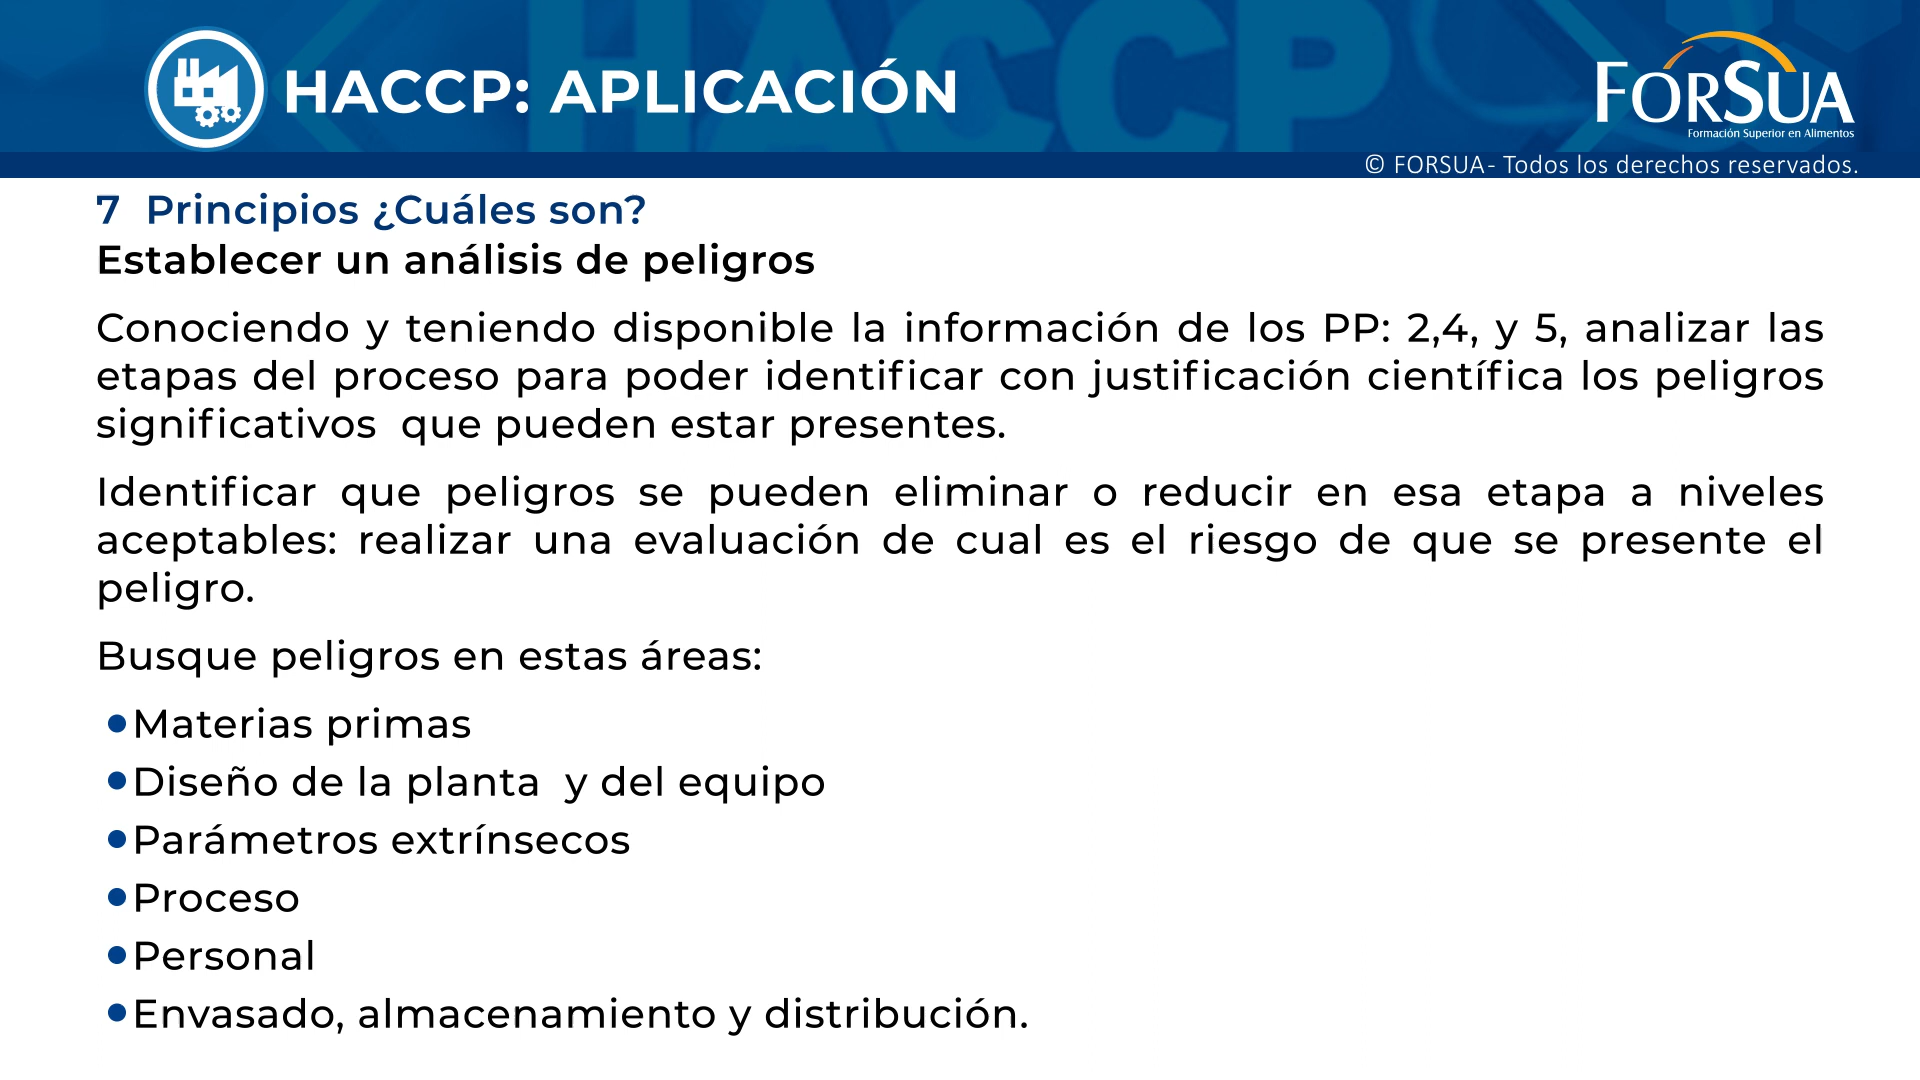 HACCP
HACCP: APLICACIÓN
FORSUA
Formación Superior en Alimentos
© FORSUA- Todos los derechos reservados.
7 Principios ¿Cuáles son?
Establecer un análisis de peligros
Conociendo y teniendo disponible la información de los PP: 2,4, y 5, analizar las
etapas del proceso para poder identificar con justificación científica los peligros
significativos que pueden estar presentes.
Identificar que peligros se pueden eliminar o reducir en esa etapa a niveles
aceptables: realizar una evaluación de cual es el riesgo de que se presente el
peligro.
Busque peligros en estas áreas:
●Materias primas
●Diseño de la planta y del equipo
●Parámetros extrínsecos
●Proceso
●Personal
●Envasado, almacenamiento y distribución.